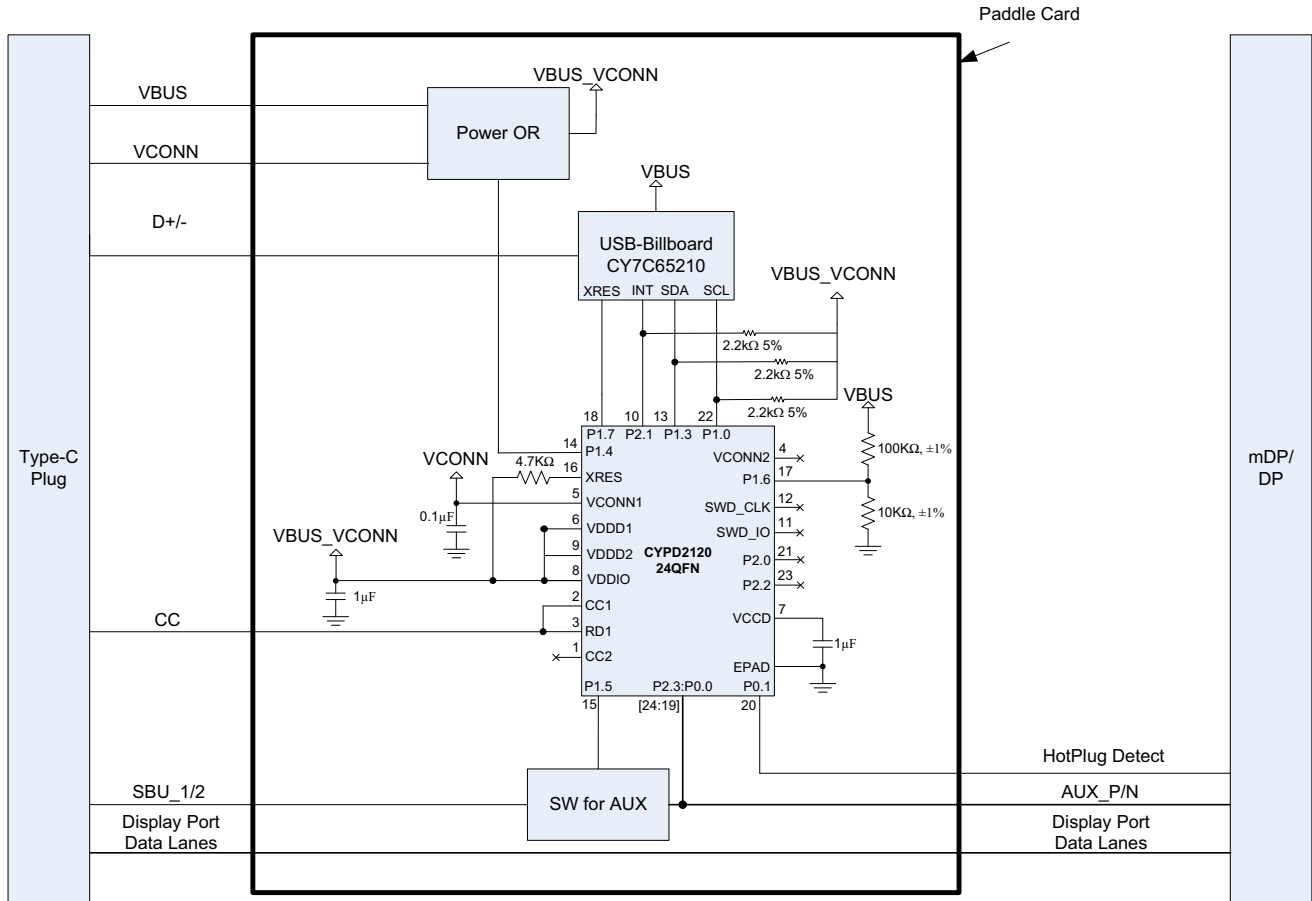 Paddle Card
VBUS_VCONN
VBUS
Power OR
VCONN
VBUS
D+/-
USB-Billboard
CY7C65210
VBUS_VCONN
XRES INT SDA SCL
2.2kΩ 5%
2.2kΩ 5%
VBUS
2.2kΩ 5%
18 10 13 22
P1.7 P2.1 P1.3 P1.0
14
P1.4
4
VCONN2
100KΩ, ±1%
Type-C
Plug
VCONN
4.7KΩ
16
XRES
17
P1.6
mDP/
DP
5
VCONN1
12
SWD_CLK
10KΩ, ±1%
0.1µF
6
VDDD1
11
SWD_IO
VBUS_VCONN
9
VDDD2
CYPD2120
24QFN
21
P2.0
8
VDDIO
23
P2.2
1µF
2
CC1
7
VCCD
CC
3
RD1
1µF
1
CC2
EPAD
P1.5 P2.3:P0.0 P0.1
15 [24:19] 20
HotPlug Detect
SBU_1/2
SW for AUX
AUX_P/N
Display Port
Data Lanes
Display Port
Data Lanes